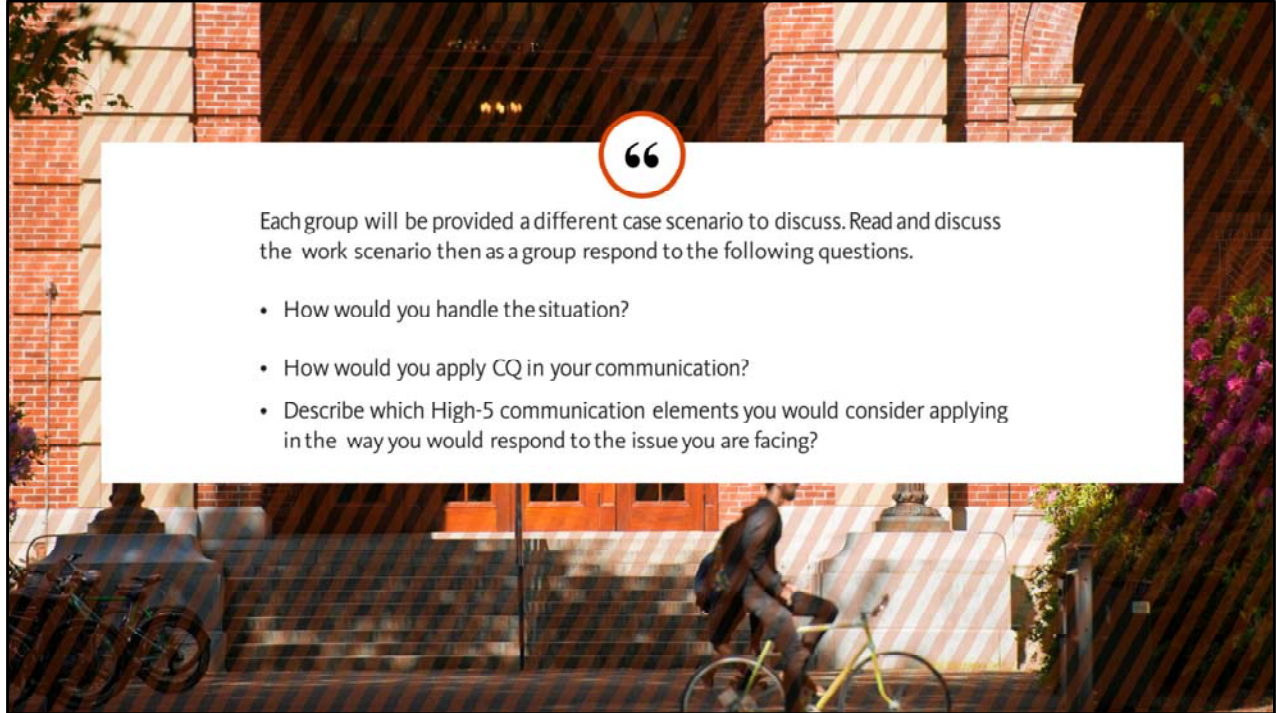 “
Each group will be provided a different case scenario to discuss. Read and discuss
the work scenario then as a group respond to the following questions.
• How would you handle the situation?
• How would you apply CQ in your communication?
• Describe which High-5 communication elements you would consider applying
in the way you would respond to the issue you are facing?